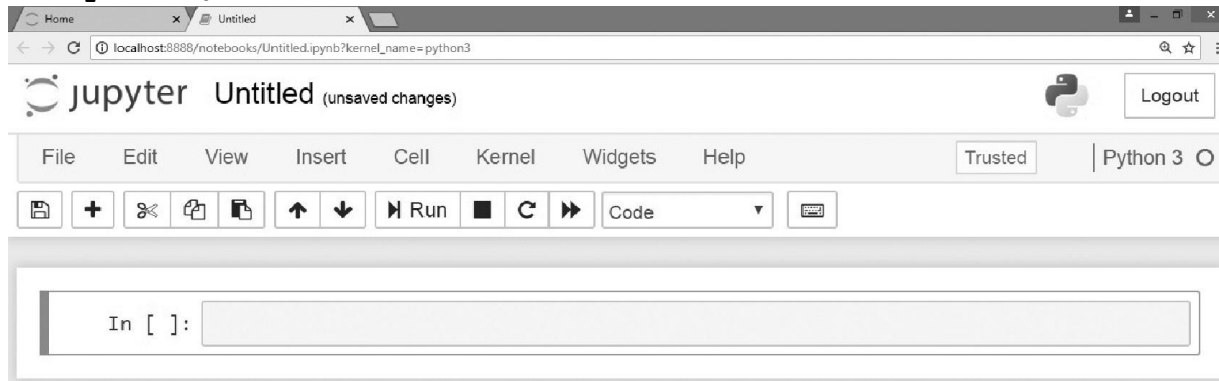 Home Untitled
localhost:8888/notebooks/Untitled.ipynb?kernel_name=python3
jupyter Untitled (unsaved changes) Logout
File Edit View Insert Cell Kernel Widgets Help Trusted Python 3
Run Code
In [ ]: